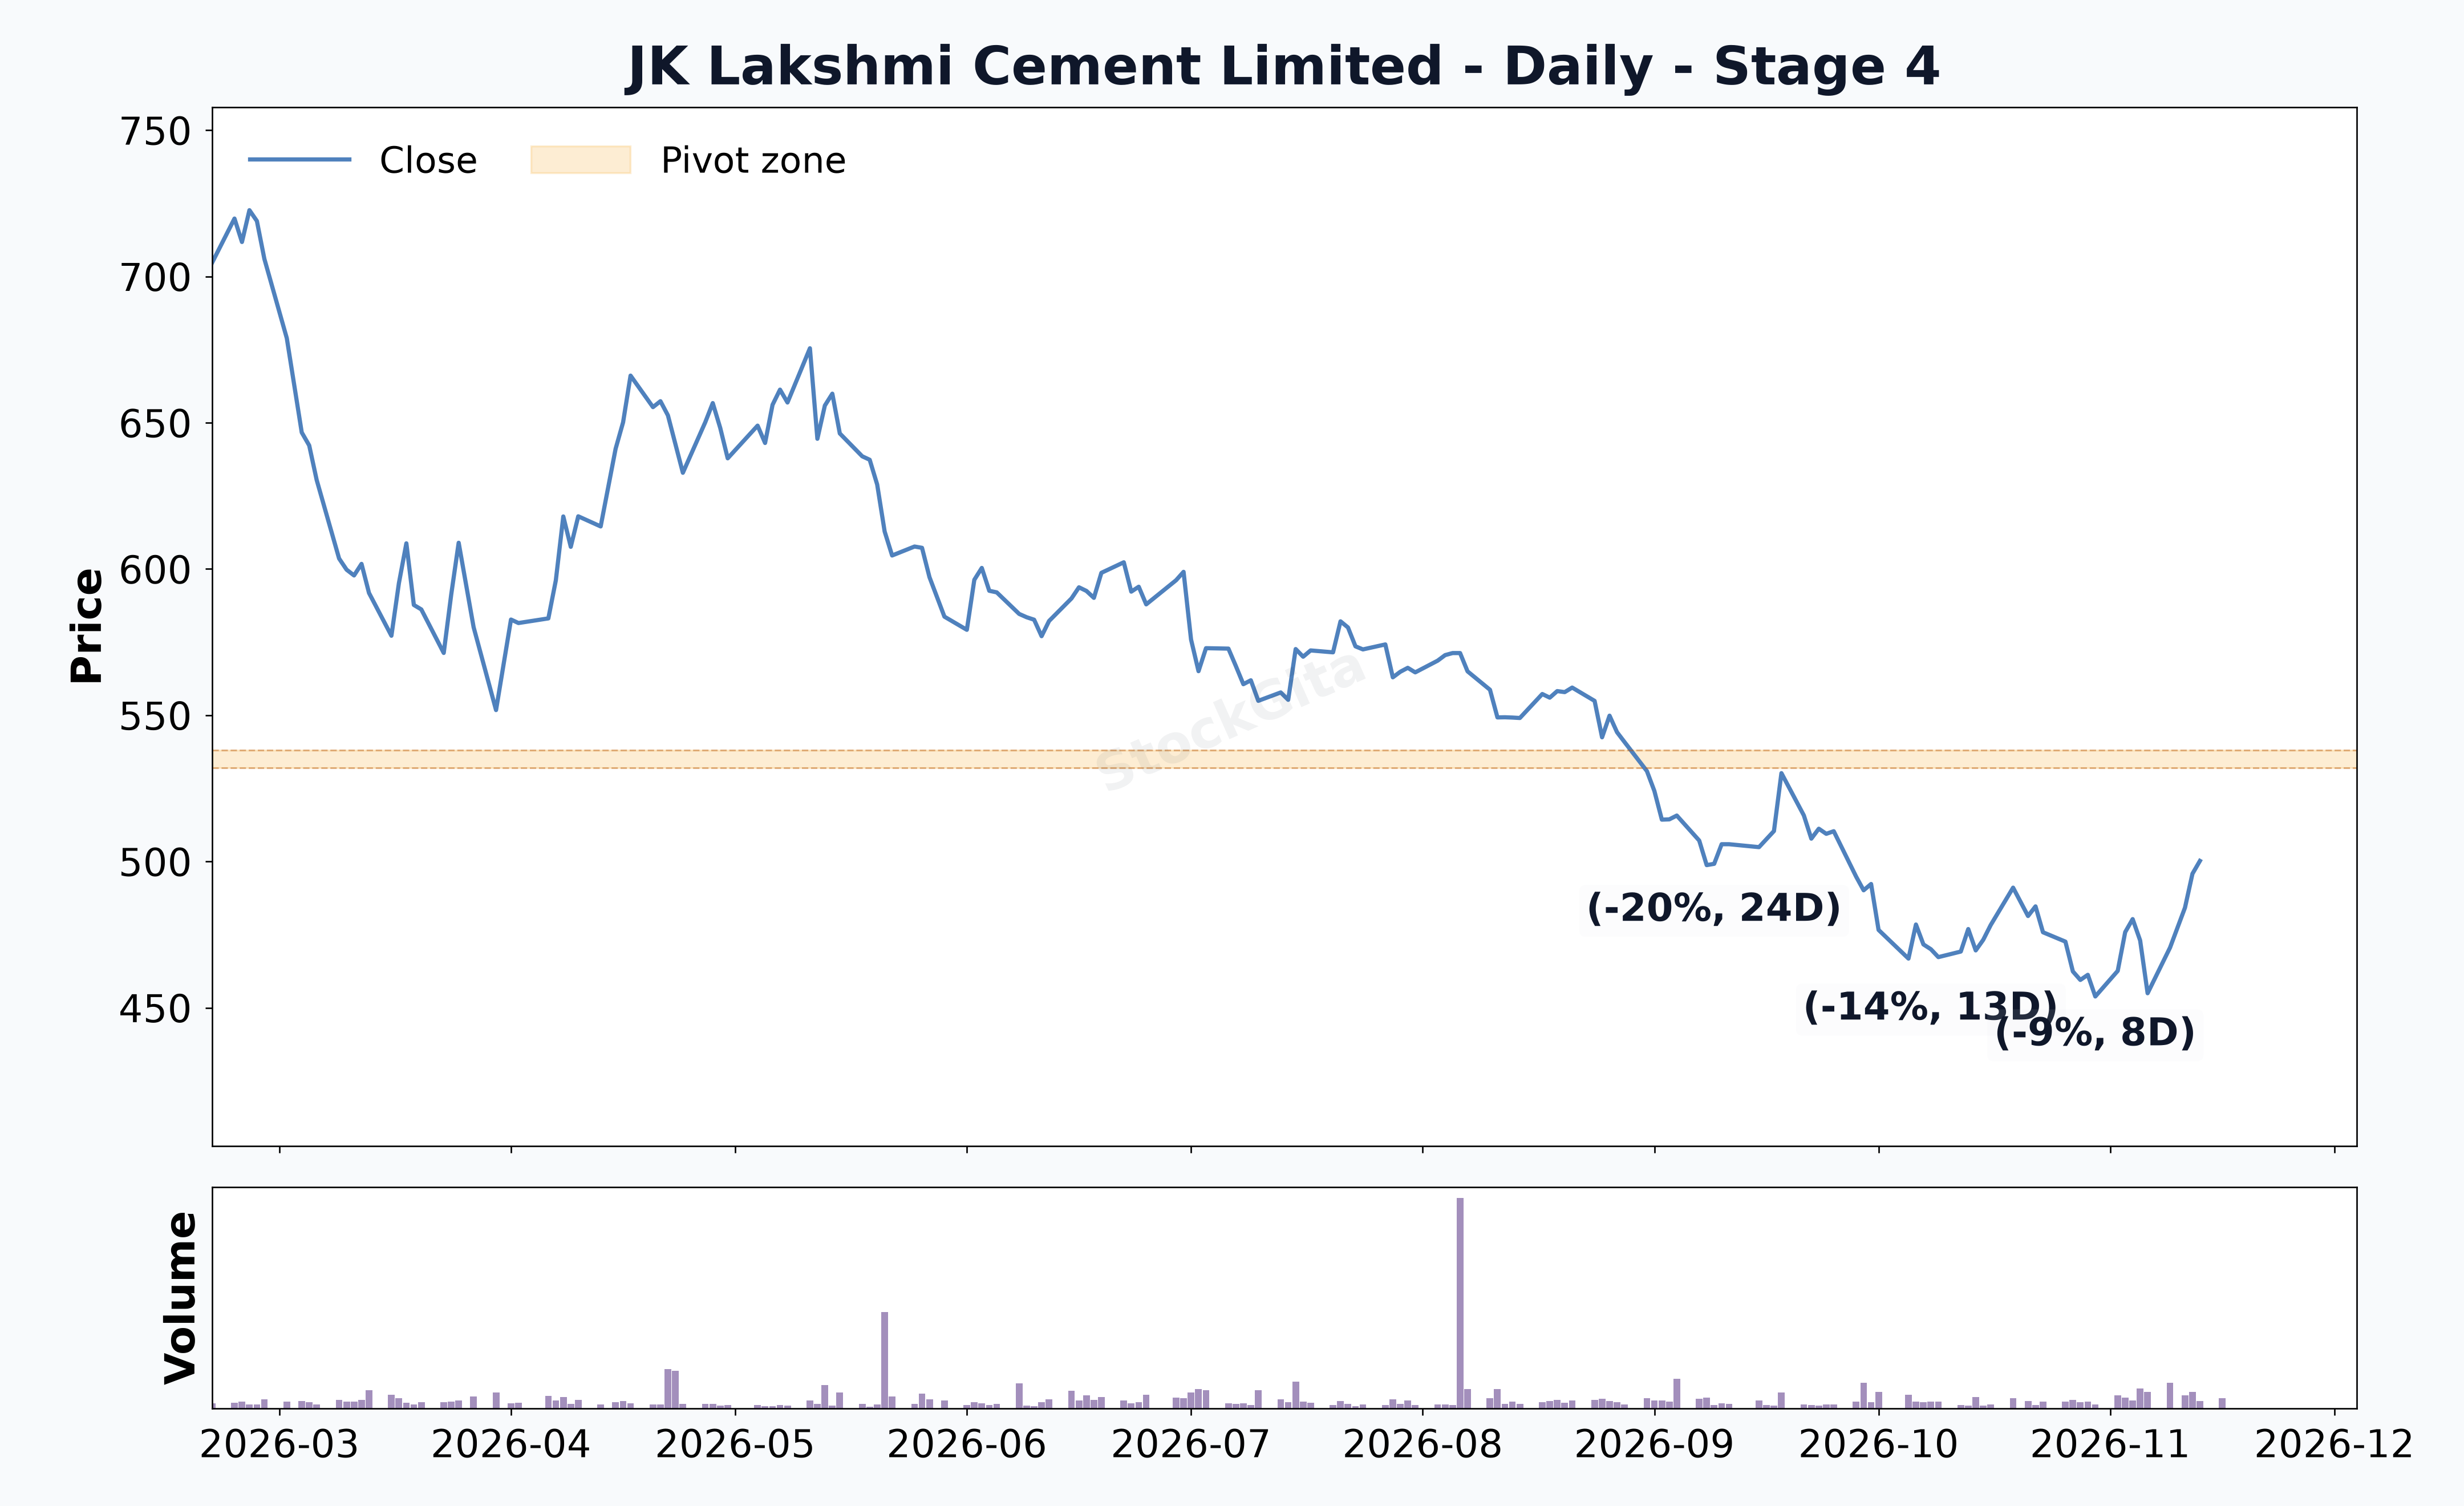 JK Lakshmi Cement Limited - Daily - Stage 4
Close
Pivot zone
750
700
650
600
550
500
450
Price
StockGita
(-20%, 24D)
(-14%, 13D)
(-9%, 8D)
Volume
2026-03 2026-04 2026-05 2026-06 2026-07 2026-08 2026-09 2026-10 2026-11 2026-12